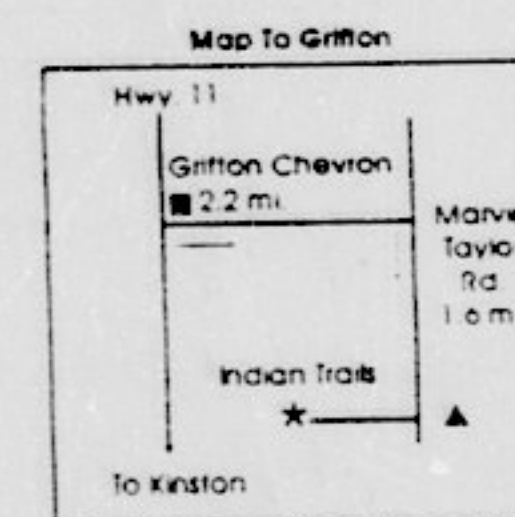 Map To Grifton
Hwy. 11
Grifton Chevron
2.2 mi.
Rd
Indian Trails
To Kinston